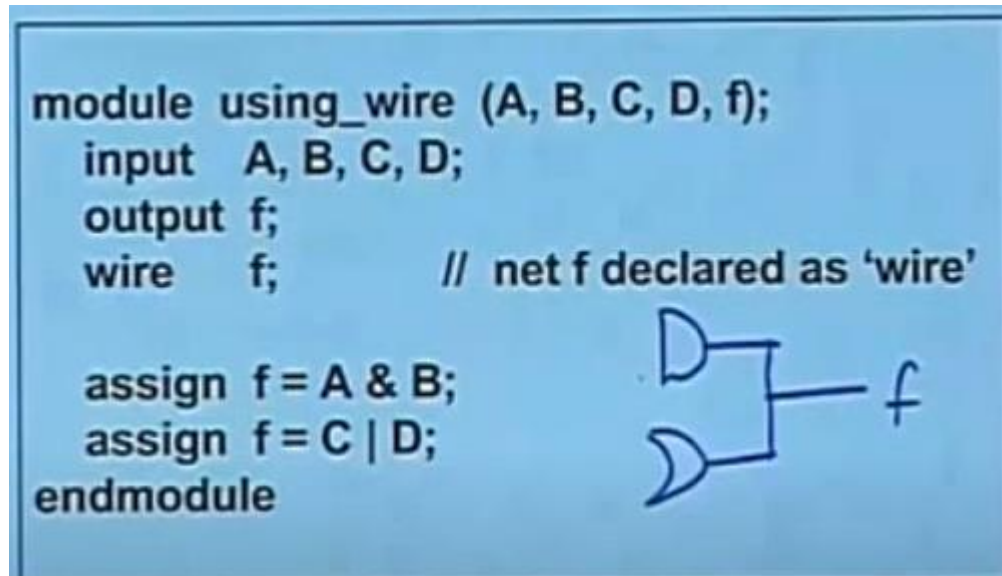 module using_wire (A, B, C, D, f);
input A, B, C, D;
output f;
wire f; // net f declared as ‘wire’
assign f = A & B;
f
assign f = C | D;
endmodule